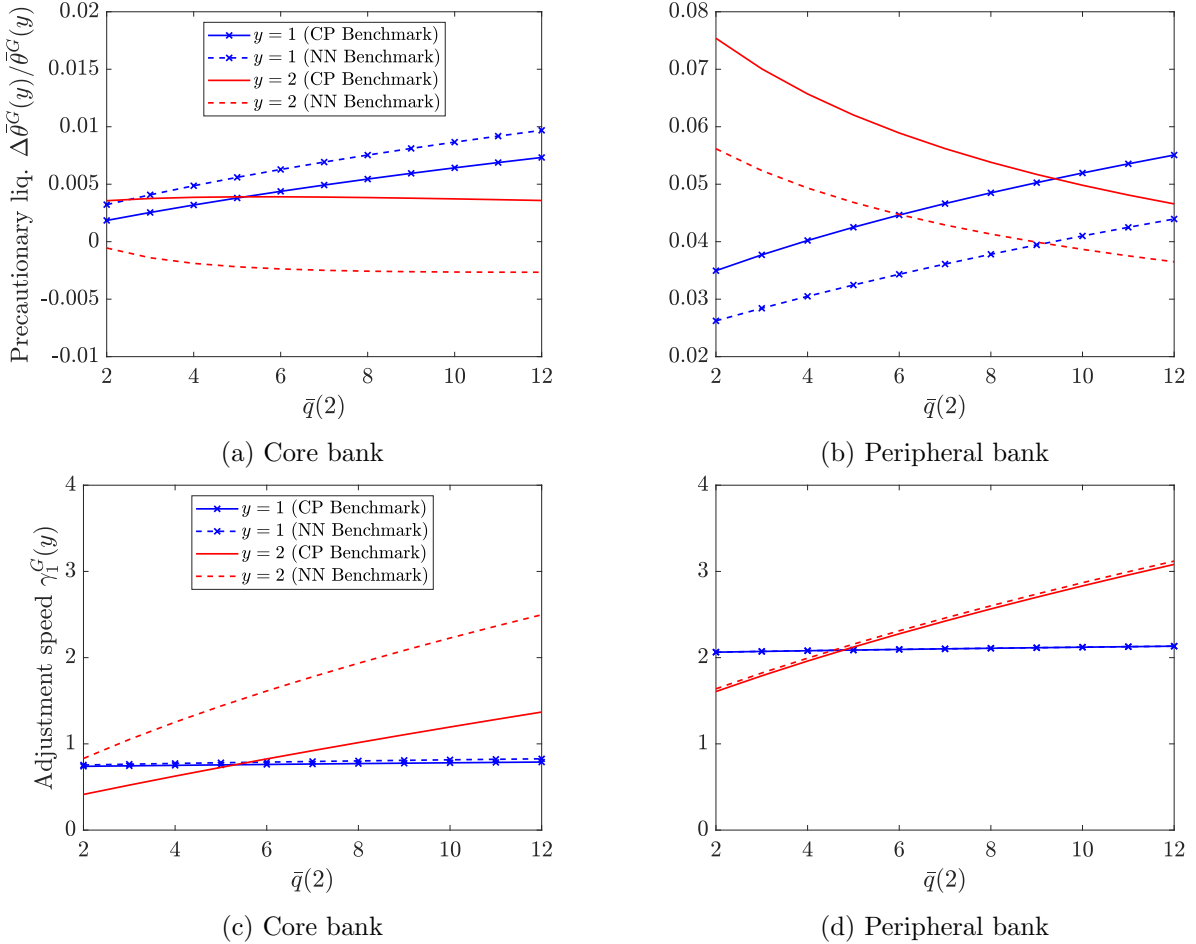 Precautionary liq. Δθ̄^G(y)/θ̄^G(y)
0.02
0.015
0.01
0.005
0
-0.005
-0.01
y = 1 (CP Benchmark)
y = 1 (NN Benchmark)
y = 2 (CP Benchmark)
y = 2 (NN Benchmark)
2 4 6 8 10 12
q̄(2)
(a) Core bank
0.08
0.07
0.06
0.05
0.04
0.03
0.02
2 4 6 8 10 12
q̄(2)
(b) Peripheral bank
Adjustment speed γ₁^G(y)
4
3
2
1
0
y = 1 (CP Benchmark)
y = 1 (NN Benchmark)
y = 2 (CP Benchmark)
y = 2 (NN Benchmark)
2 4 6 8 10 12
q̄(2)
(c) Core bank
4
3
2
1
0
2 4 6 8 10 12
q̄(2)
(d) Peripheral bank